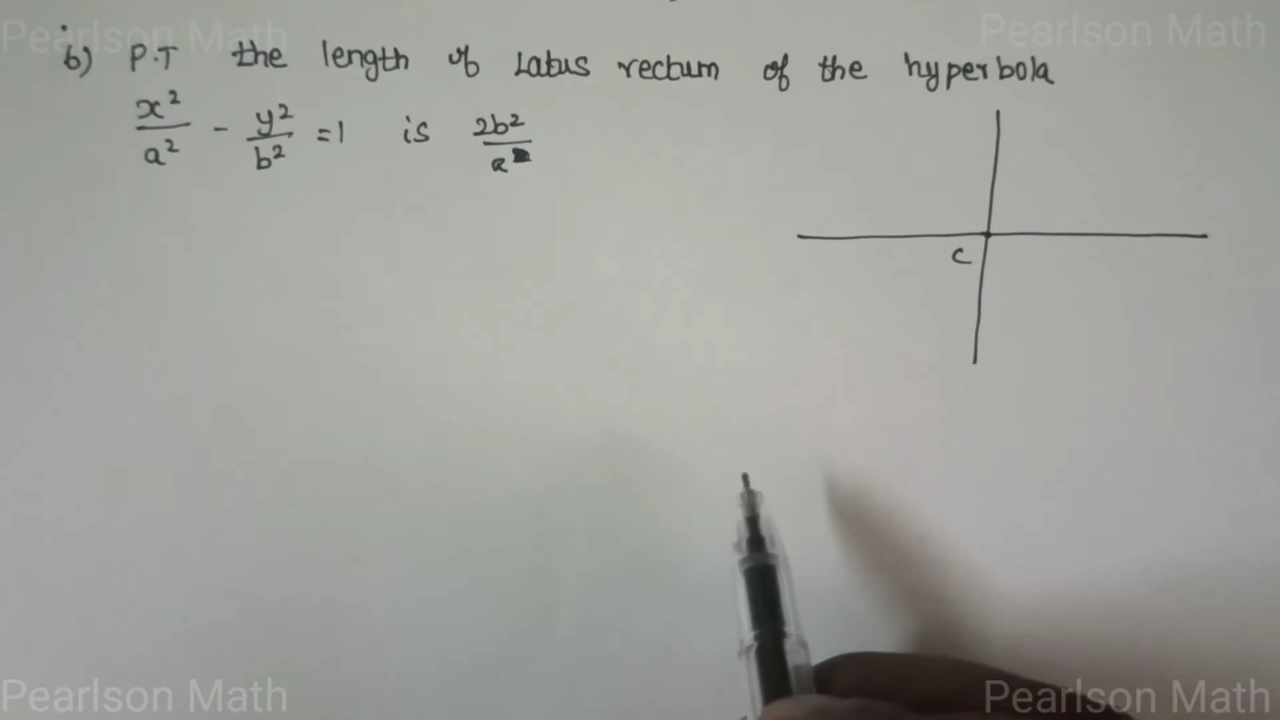 Pearlson Math
Pearlson Math
b) P.T the length of Latus rectum of the hyperbola
x²/a² - y²/b² =1 is 2b²/a
C
Pearlson Math
Pearlson Math